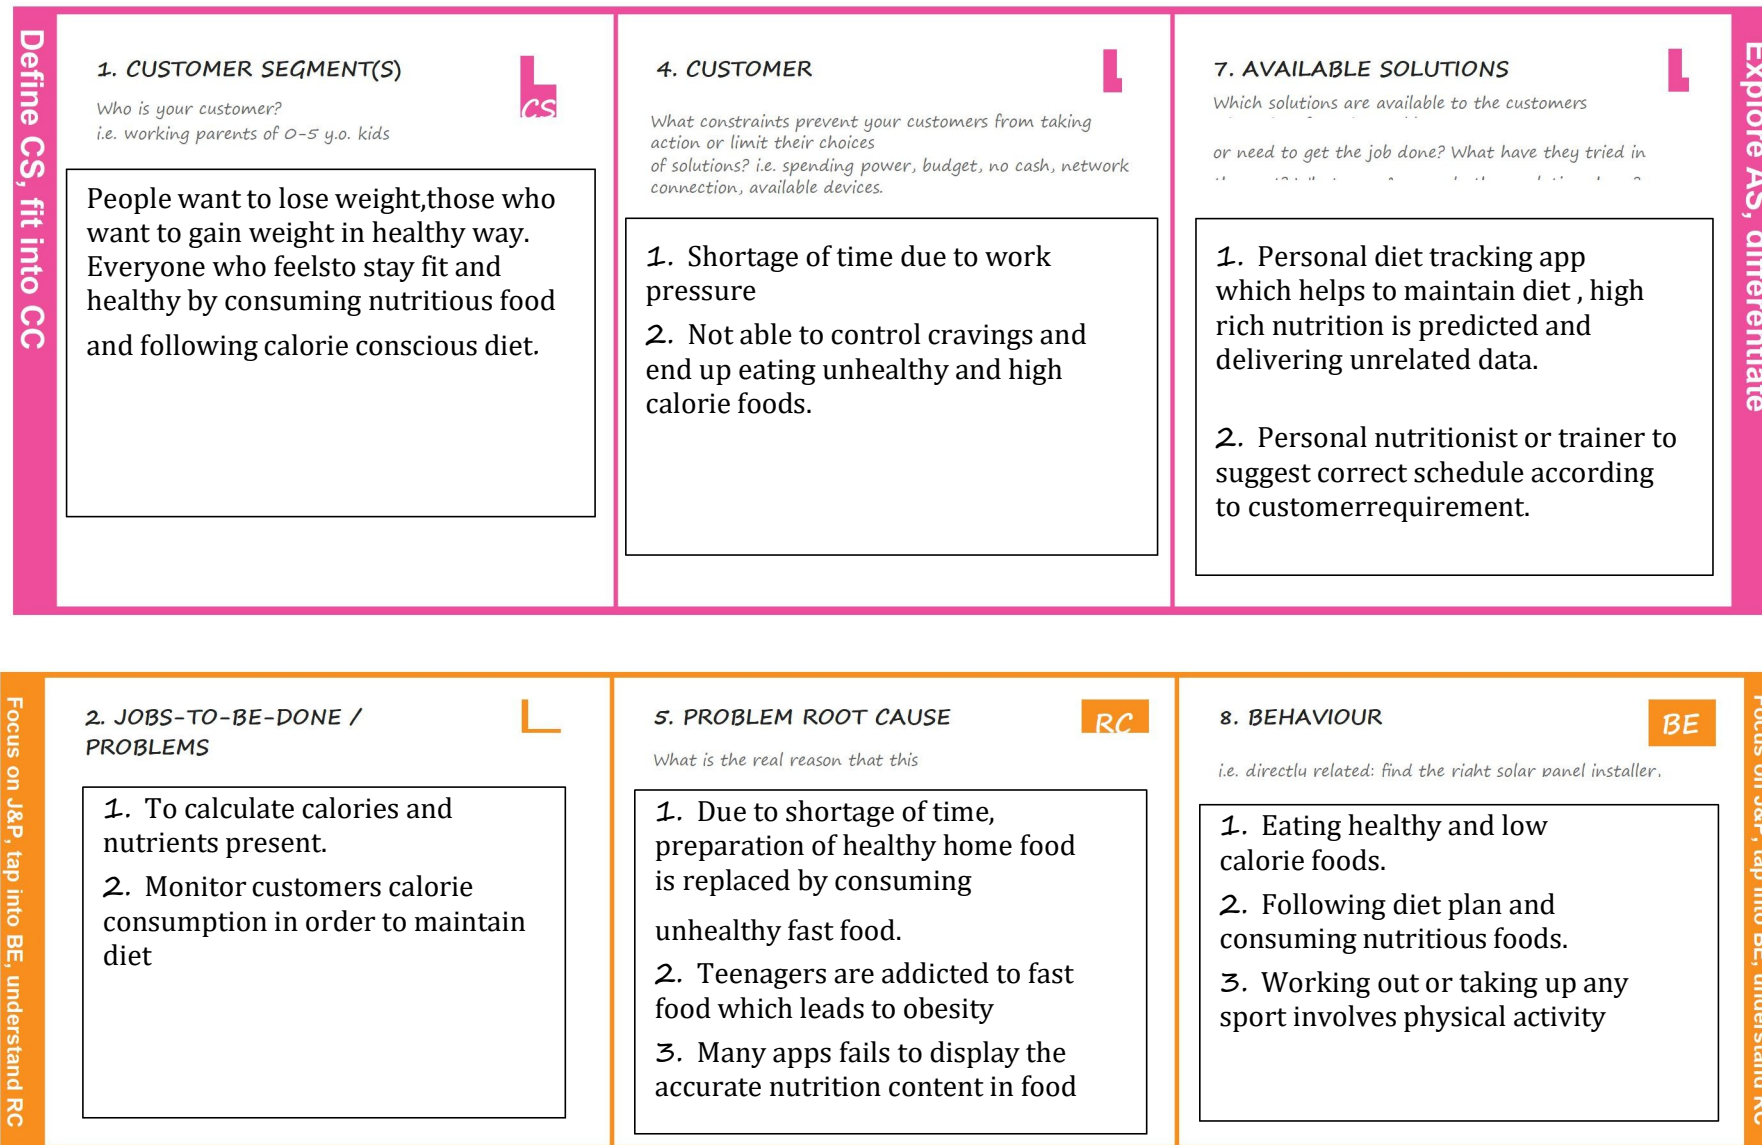 Define CS, fit into CC
1. CUSTOMER SEGMENT(S)
CS
Who is your customer?
i.e. working parents of 0-5 y.o. kids
People want to lose weight,those who
want to gain weight in healthy way.
Everyone who feelsto stay fit and
healthy by consuming nutritious food
and following calorie conscious diet.
4. CUSTOMER
What constraints prevent your customers from taking
action or limit their choices
of solutions? i.e. spending power, budget, no cash, network
connection, available devices.
1. Shortage of time due to work
pressure
2. Not able to control cravings and
end up eating unhealthy and high
calorie foods.
7. AVAILABLE SOLUTIONS
Which solutions are available to the customers
or need to get the job done? What have they tried in
1. Personal diet tracking app
which helps to maintain diet , high
rich nutrition is predicted and
delivering unrelated data.
2. Personal nutritionist or trainer to
suggest correct schedule according
to customerrequirement.
Explore AS, differentiate
Focus on J&P, tap into BE, understand RC
2. JOBS-TO-BE-DONE /
PROBLEMS
1. To calculate calories and
nutrients present.
2. Monitor customers calorie
consumption in order to maintain
diet
5. PROBLEM ROOT CAUSE
RC
What is the real reason that this
1. Due to shortage of time,
preparation of healthy home food
is replaced by consuming
unhealthy fast food.
2. Teenagers are addicted to fast
food which leads to obesity
3. Many apps fails to display the
accurate nutrition content in food
8. BEHAVIOUR
BE
i.e. directly related: find the right solar panel installer,
1. Eating healthy and low
calorie foods.
2. Following diet plan and
consuming nutritious foods.
3. Working out or taking up any
sport involves physical activity
Focus on J&P, tap into BE, understand RC